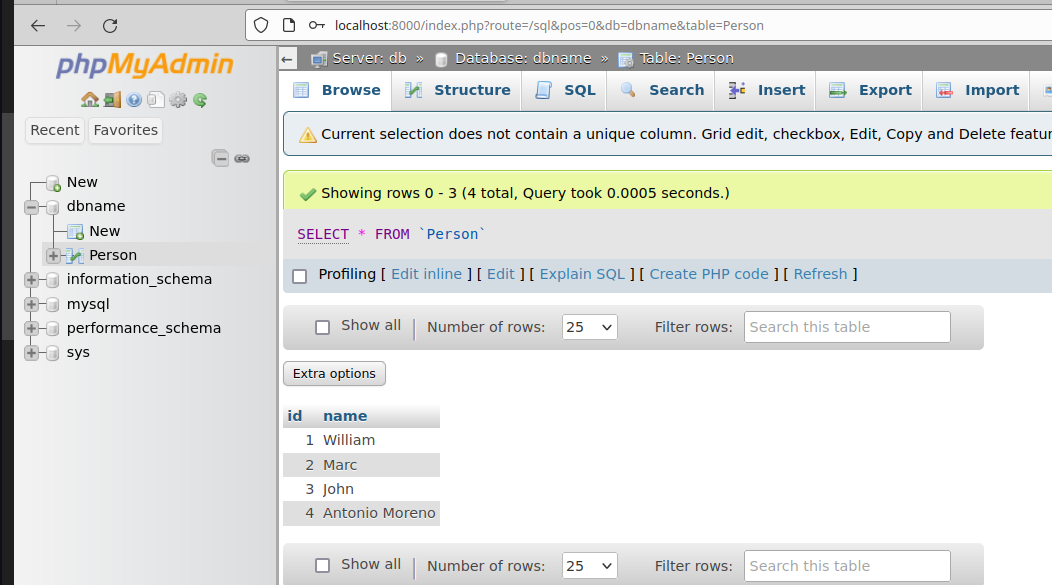 localhost:8000/index.php?route=/sql&pos=0&db=dbname&table=Person
phpMyAdmin
Recent Favorites
New
dbname
New
Person
information_schema
mysql
performance_schema
sys
← Server: db » Database: dbname » Table: Person
Browse Structure SQL Search Insert Export Import
Current selection does not contain a unique column. Grid edit, checkbox, Edit, Copy and Delete
Showing rows 0 - 3 (4 total, Query took 0.0005 seconds.)
SELECT * FROM `Person`
Profiling [ Edit inline ] [ Edit ] [ Explain SQL ] [ Create PHP code ] [ Refresh ]
Show all | Number of rows: 25 Filter rows: Search this table
Extra options
id name
1 William
2 Marc
3 John
4 Antonio Moreno
Show all | Number of rows: 25 Filter rows: Search this table